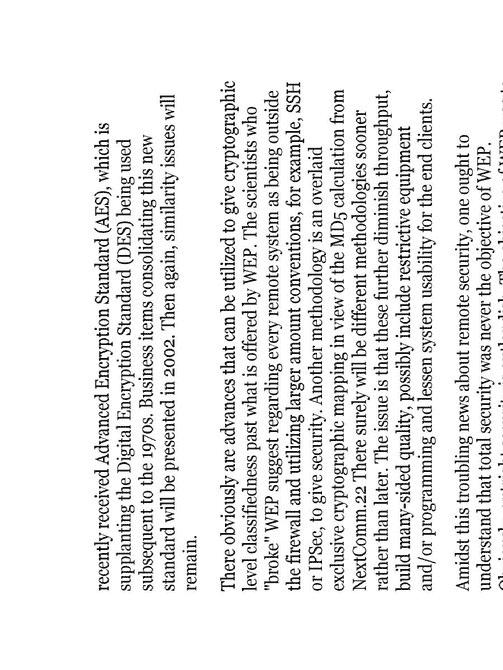 recently received Advanced Encryption Standard (AES), which is
supplanting the Digital Encryption Standard (DES) being used
subsequent to the 1970s. Business items consolidating this new
standard will be presented in 2002. Then again, similarity issues will
remain.
There obviously are advances that can be utilized to give cryptographic
level classifiedness past what is offered by WEP. The scientists who
"broke" WEP suggest regarding every remote system as being outside
the firewall and utilizing larger amount conventions, for example, SSH
or IPSec, to give security. Another methodology is an overlaid
exclusive cryptographic mapping in view of the MD5 calculation from
NextComm.22 There surely will be different methodologies sooner
rather than later. The issue is that these further diminish throughput,
build many-sided quality, possibly include restrictive equipment
and/or programming and lessen system usability for the end clients.
Amidst this troubling news about remote security, one ought to
understand that total security was never the objective of WEP.